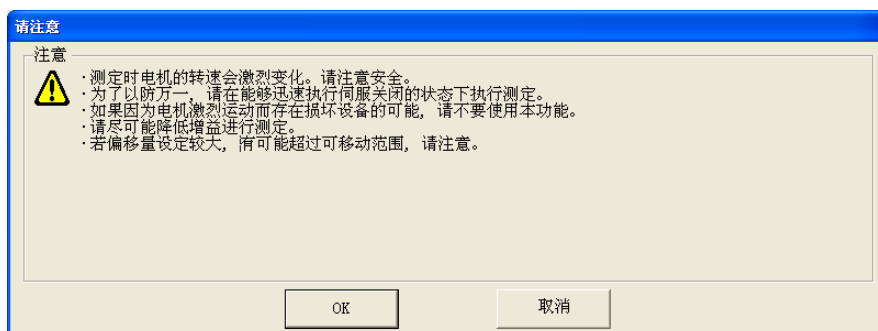 请注意
注意
·测定时电机的转速会激烈变化。请注意安全。
·为了以防万一, 请在能够迅速执行伺服关闭的状态下执行测定。
·如果因为电机激烈运动而存在损坏设备的可能, 请不要使用本功能。
·请尽可能降低增益进行测定。
·若偏移量设定较大, 有可能超过可移动范围, 请注意。
OK
取消